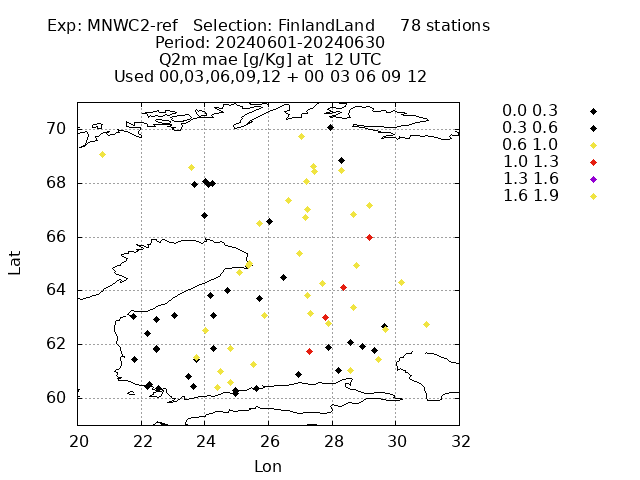 Exp: MNWC2-ref   Selection: FinlandLand     78 stations
Period: 20240601-20240630
Q2m mae [g/Kg] at  12 UTC
Used 00,03,06,09,12 + 00 03 06 09 12
0.0 0.3
0.3 0.6
0.6 1.0
1.0 1.3
1.3 1.6
1.6 1.9
70
68
66
64
62
60
Lat
20 22 24 26 28 30 32
Lon